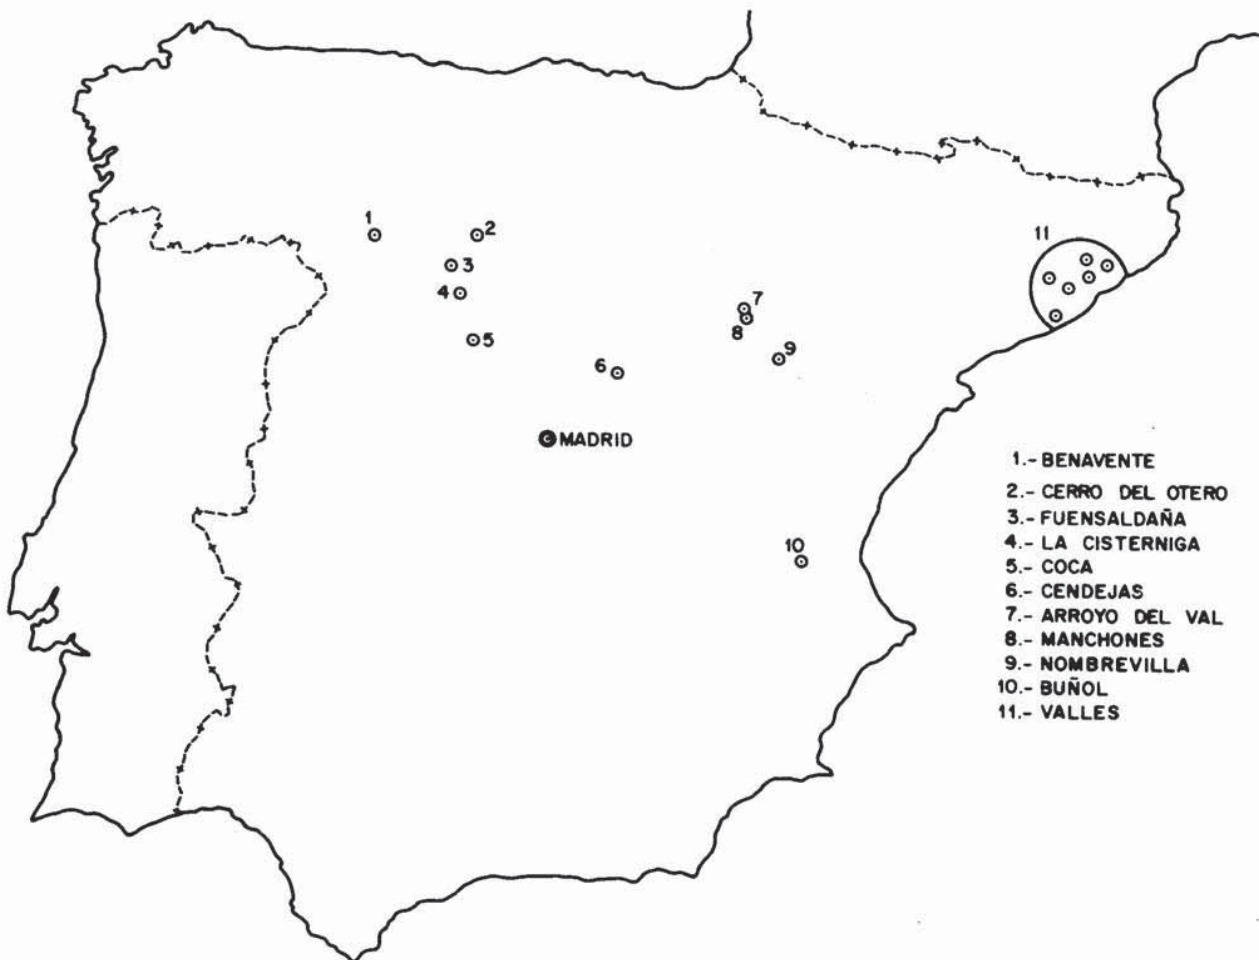 1
2
3
4
5
6
7
8
9
10
11
MADRID
1.- BENAVENTE
2.- CERRO DEL OTERO
3.- FUENSALDAÑA
4.- LA CISTERNIGA
5.- COCA
6.- CENDEJAS
7.- ARROYO DEL VAL
8.- MANCHONES
9.- NOMBREVILLA
10.- BUÑOL
11.- VALLES